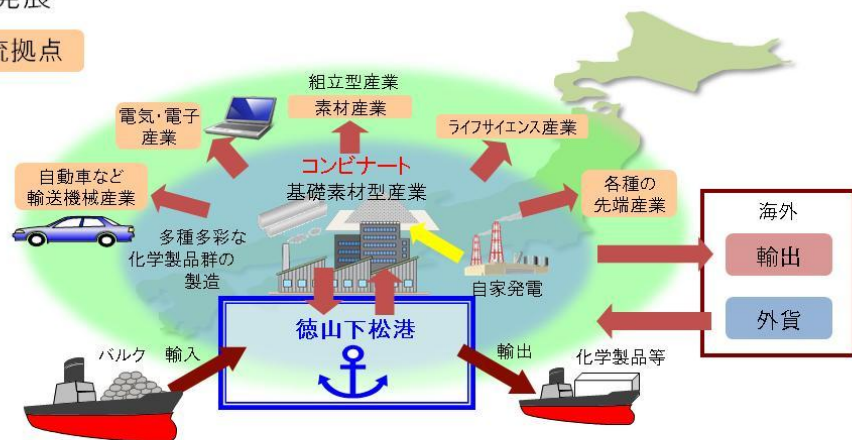 発展
流拠点
組立型産業
素材産業
電気・電子
産業
ライフサイエンス産業
コンビナート
基礎素材型産業
自動車など
輸送機械産業
各種の
先端産業
海外
輸出
外貨
多種多彩な
化学製品群の
製造
自家発電
徳山下松港
バルク 輸入
輸出
化学製品等